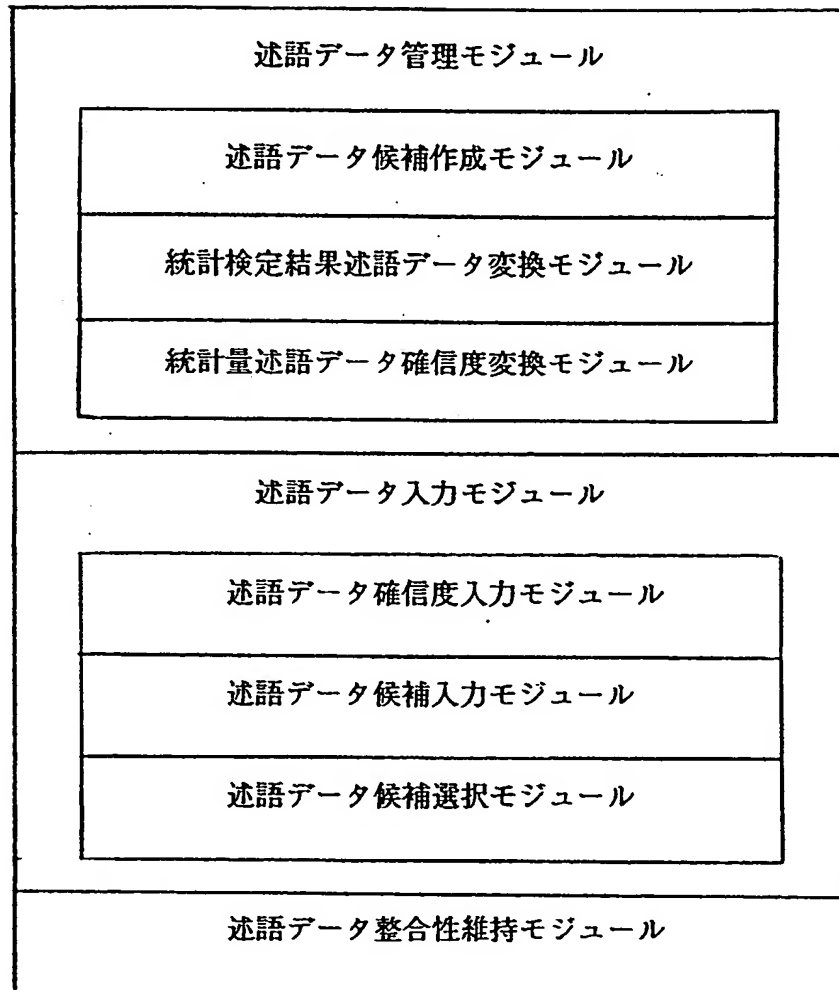 述語データ管理モジュール
述語データ候補作成モジュール
統計検定結果述語データ変換モジュール
統計量述語データ確信度変換モジュール
述語データ入力モジュール
述語データ確信度入力モジュール
述語データ候補入力モジュール
述語データ候補選択モジュール
述語データ整合性維持モジュール